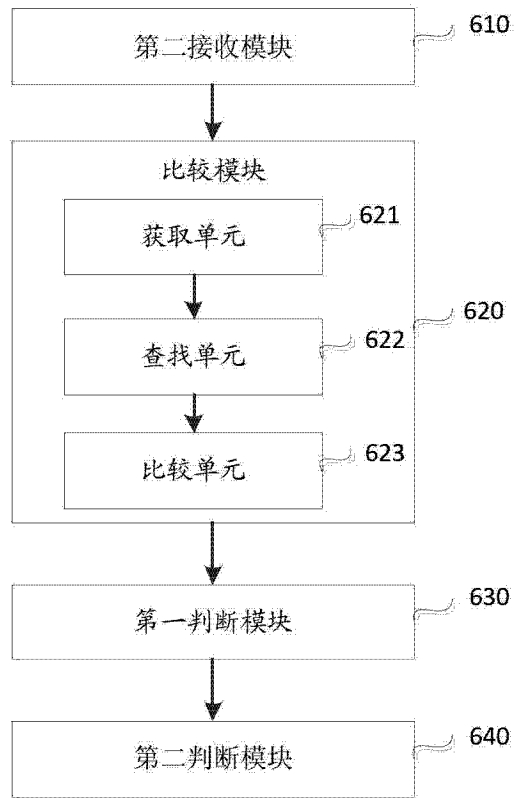 第二接收模块
610
比较模块
获取单元
621
查找单元
622
620
比较单元
623
第一判断模块
630
第二判断模块
640